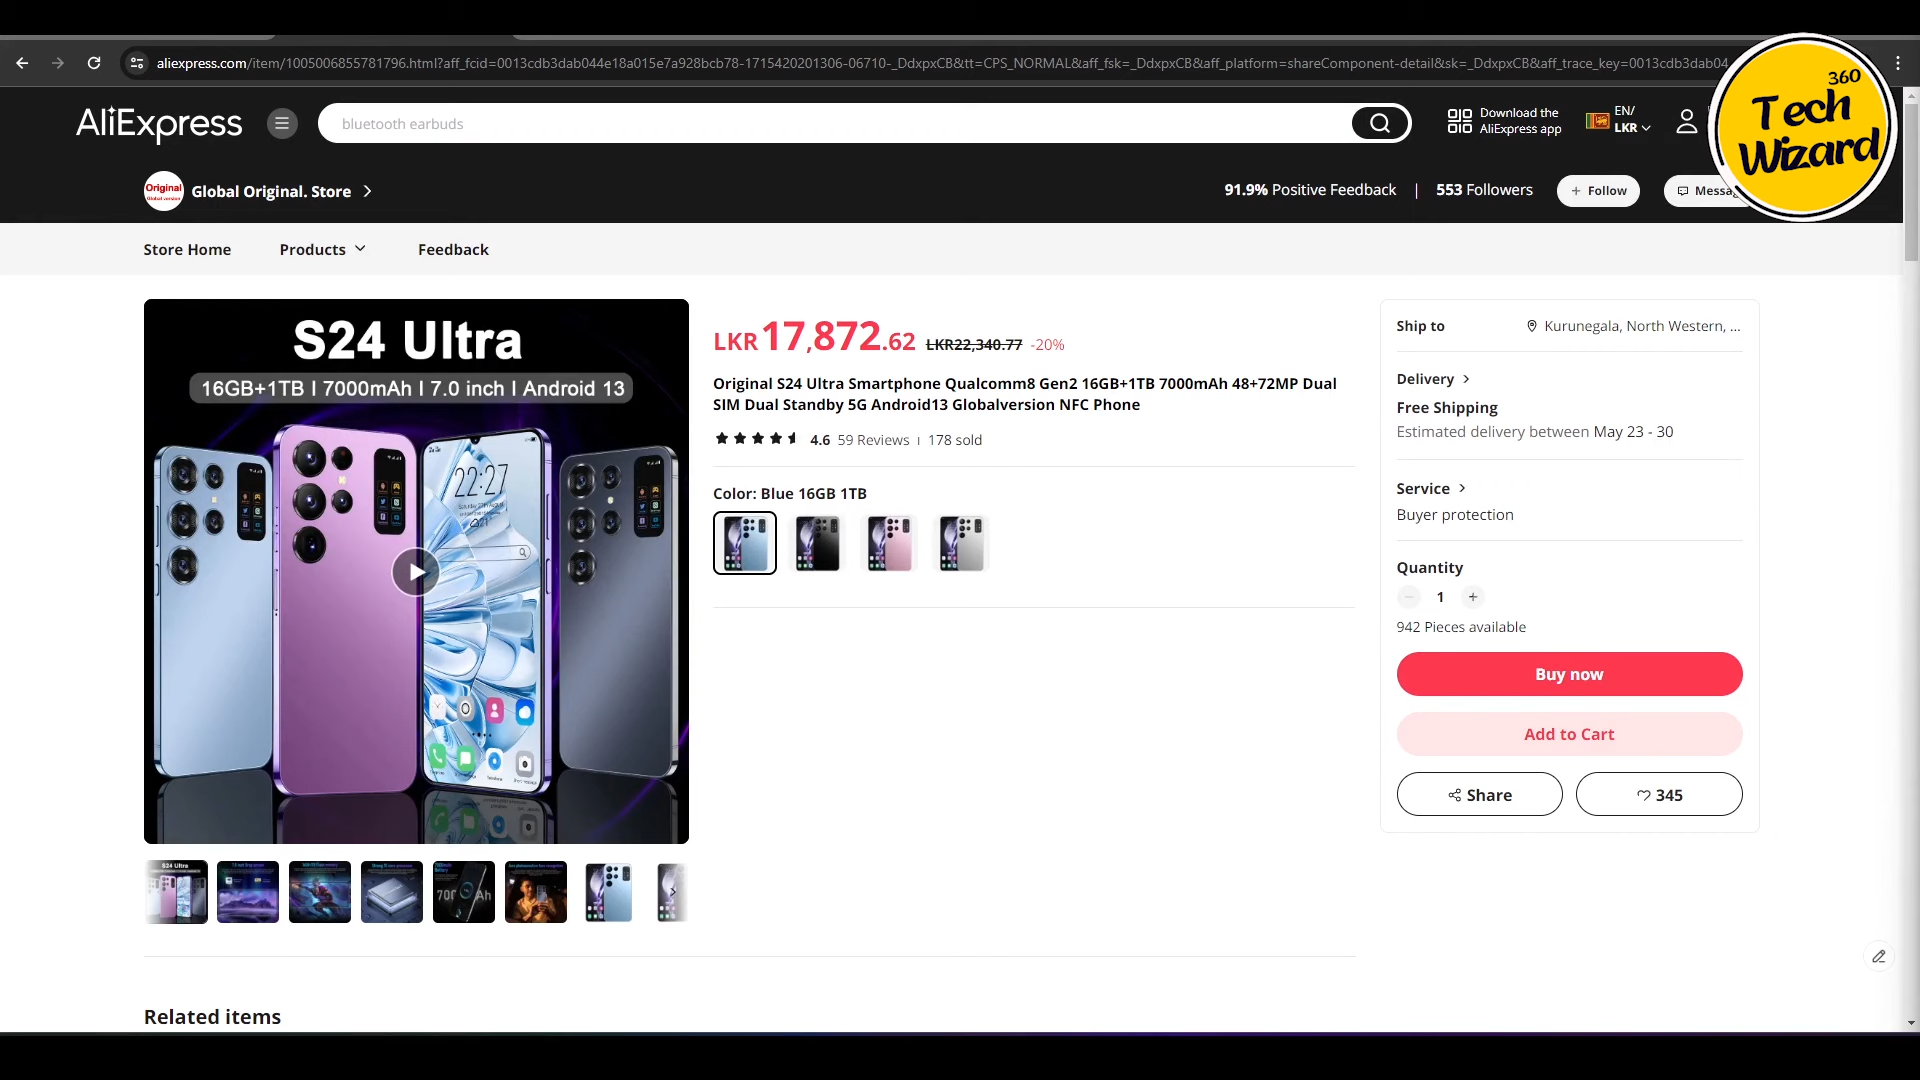 aliexpress.com/item/1005006855781796.html?aff_fcid=0013cdb3dab044e18a015e7a928bcb78-1715420201306-06710-_DdxpxCB&tt=CPS_NORMAL&aff_fsk=_DdxpxCB&aff_platform=shareComponent-detail&sk=_DdxpxCB&aff_trace_key=0013cdb3dab04
360
Tech
Wizard
AliExpress
bluetooth earbuds
Download the
AliExpress app
EN/
LKR
Original
Global version
Global Original. Store
91.9% Positive Feedback | 553 Followers
+ Follow
Store Home
Products
Feedback
S24 Ultra
16GB+1TB | 7000mAh | 7.0 inch | Android 13
22:27
LKR17,872.62 LKR22,340.77 -20%
Original S24 Ultra Smartphone Qualcomm8 Gen2 16GB+1TB 7000mAh 48+72MP Dual
SIM Dual Standby 5G Android13 Globalversion NFC Phone
4.6 59 Reviews | 178 sold
Color: Blue 16GB 1TB
Ship to
Kurunegala, North Western, ...
Delivery
Free Shipping
Estimated delivery between May 23 - 30
Service
Buyer protection
Quantity
1
942 Pieces available
Buy now
Add to Cart
Share
345
S24 Ultra
Related items